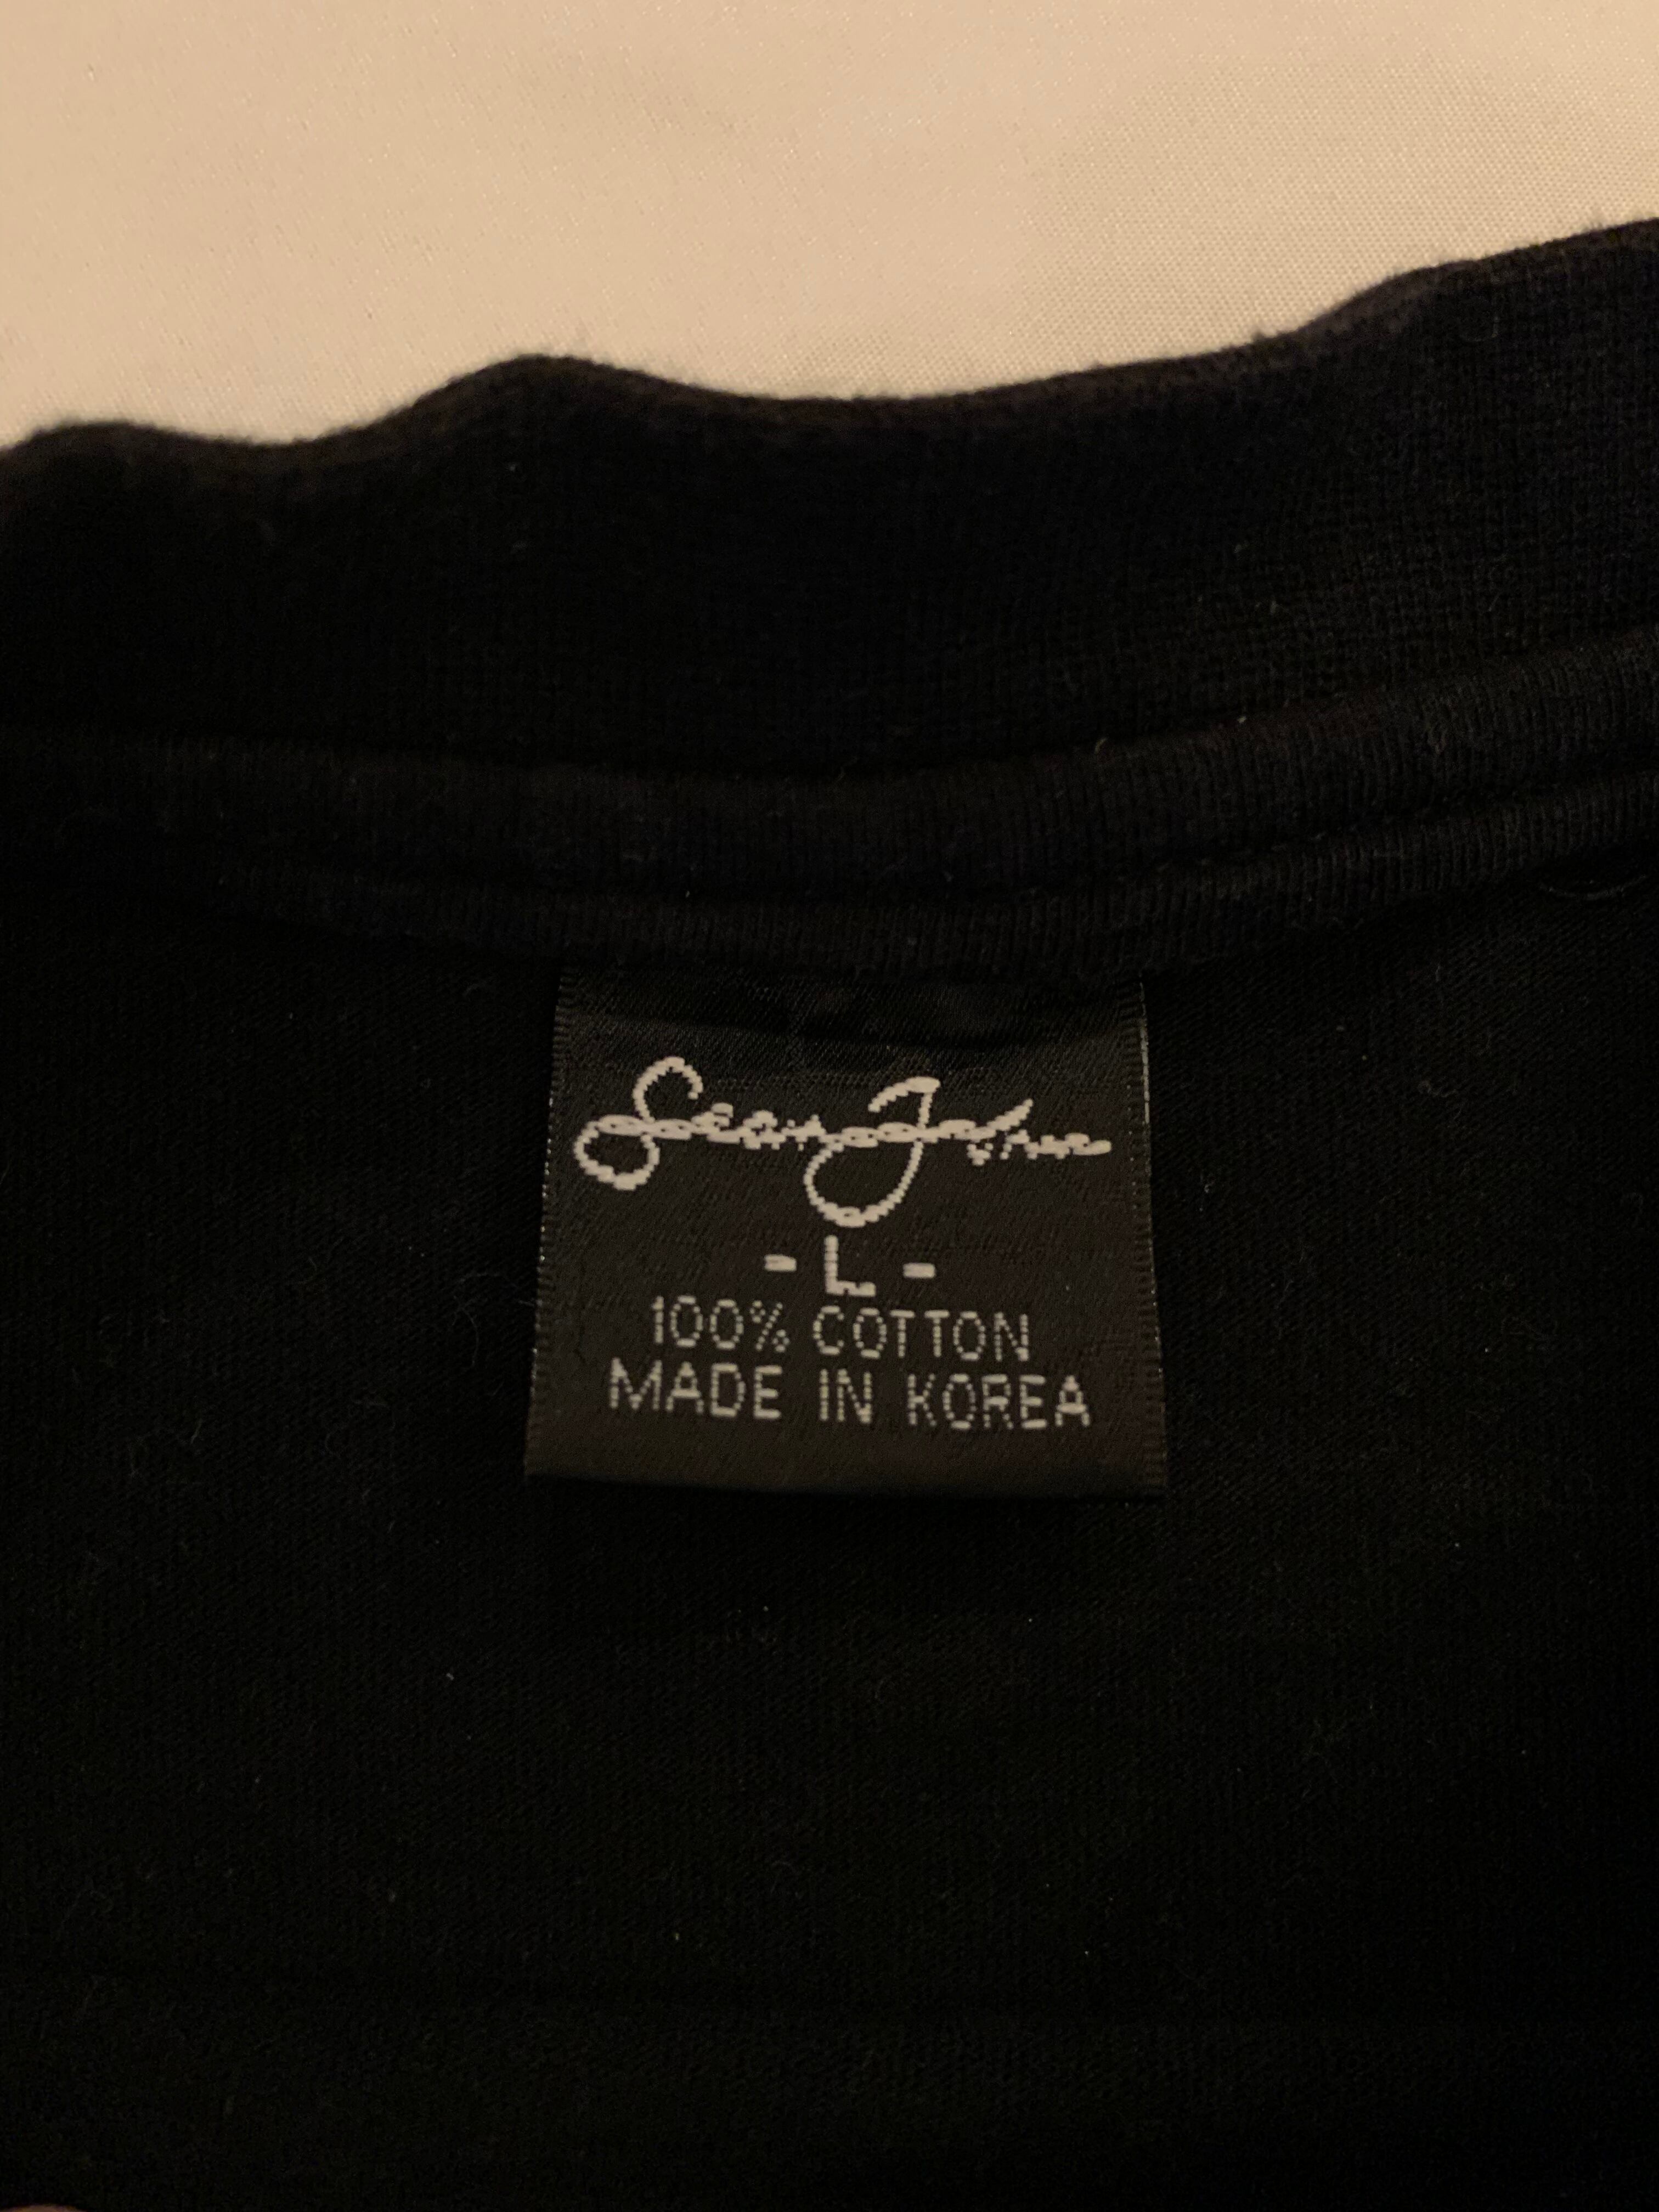 Sean John
- L -
100% COTTON
MADE IN KOREA